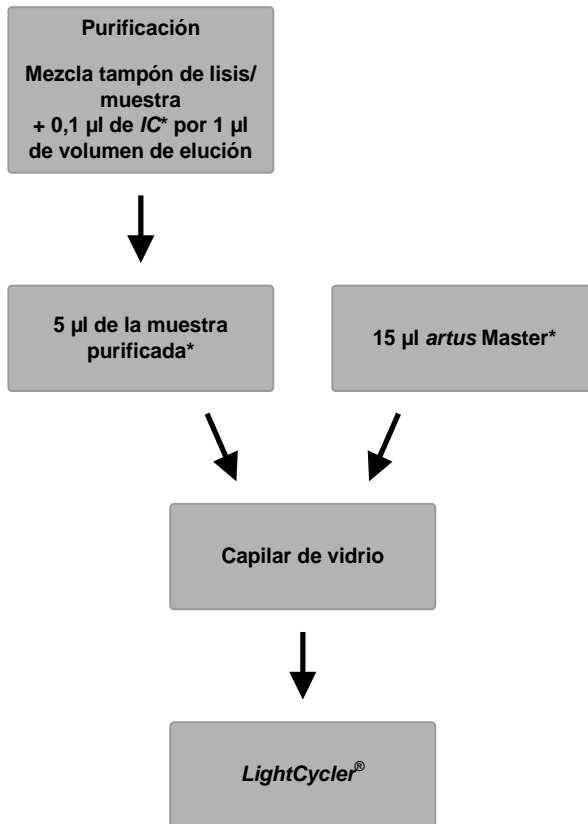 Purificación
Mezcla tampón de lisis/
muestra
+ 0,1 µl de IC* por 1 µl
de volumen de elución
5 µl de la muestra
purificada*
15 µl artus Master*
Capilar de vidrio
LightCycler®